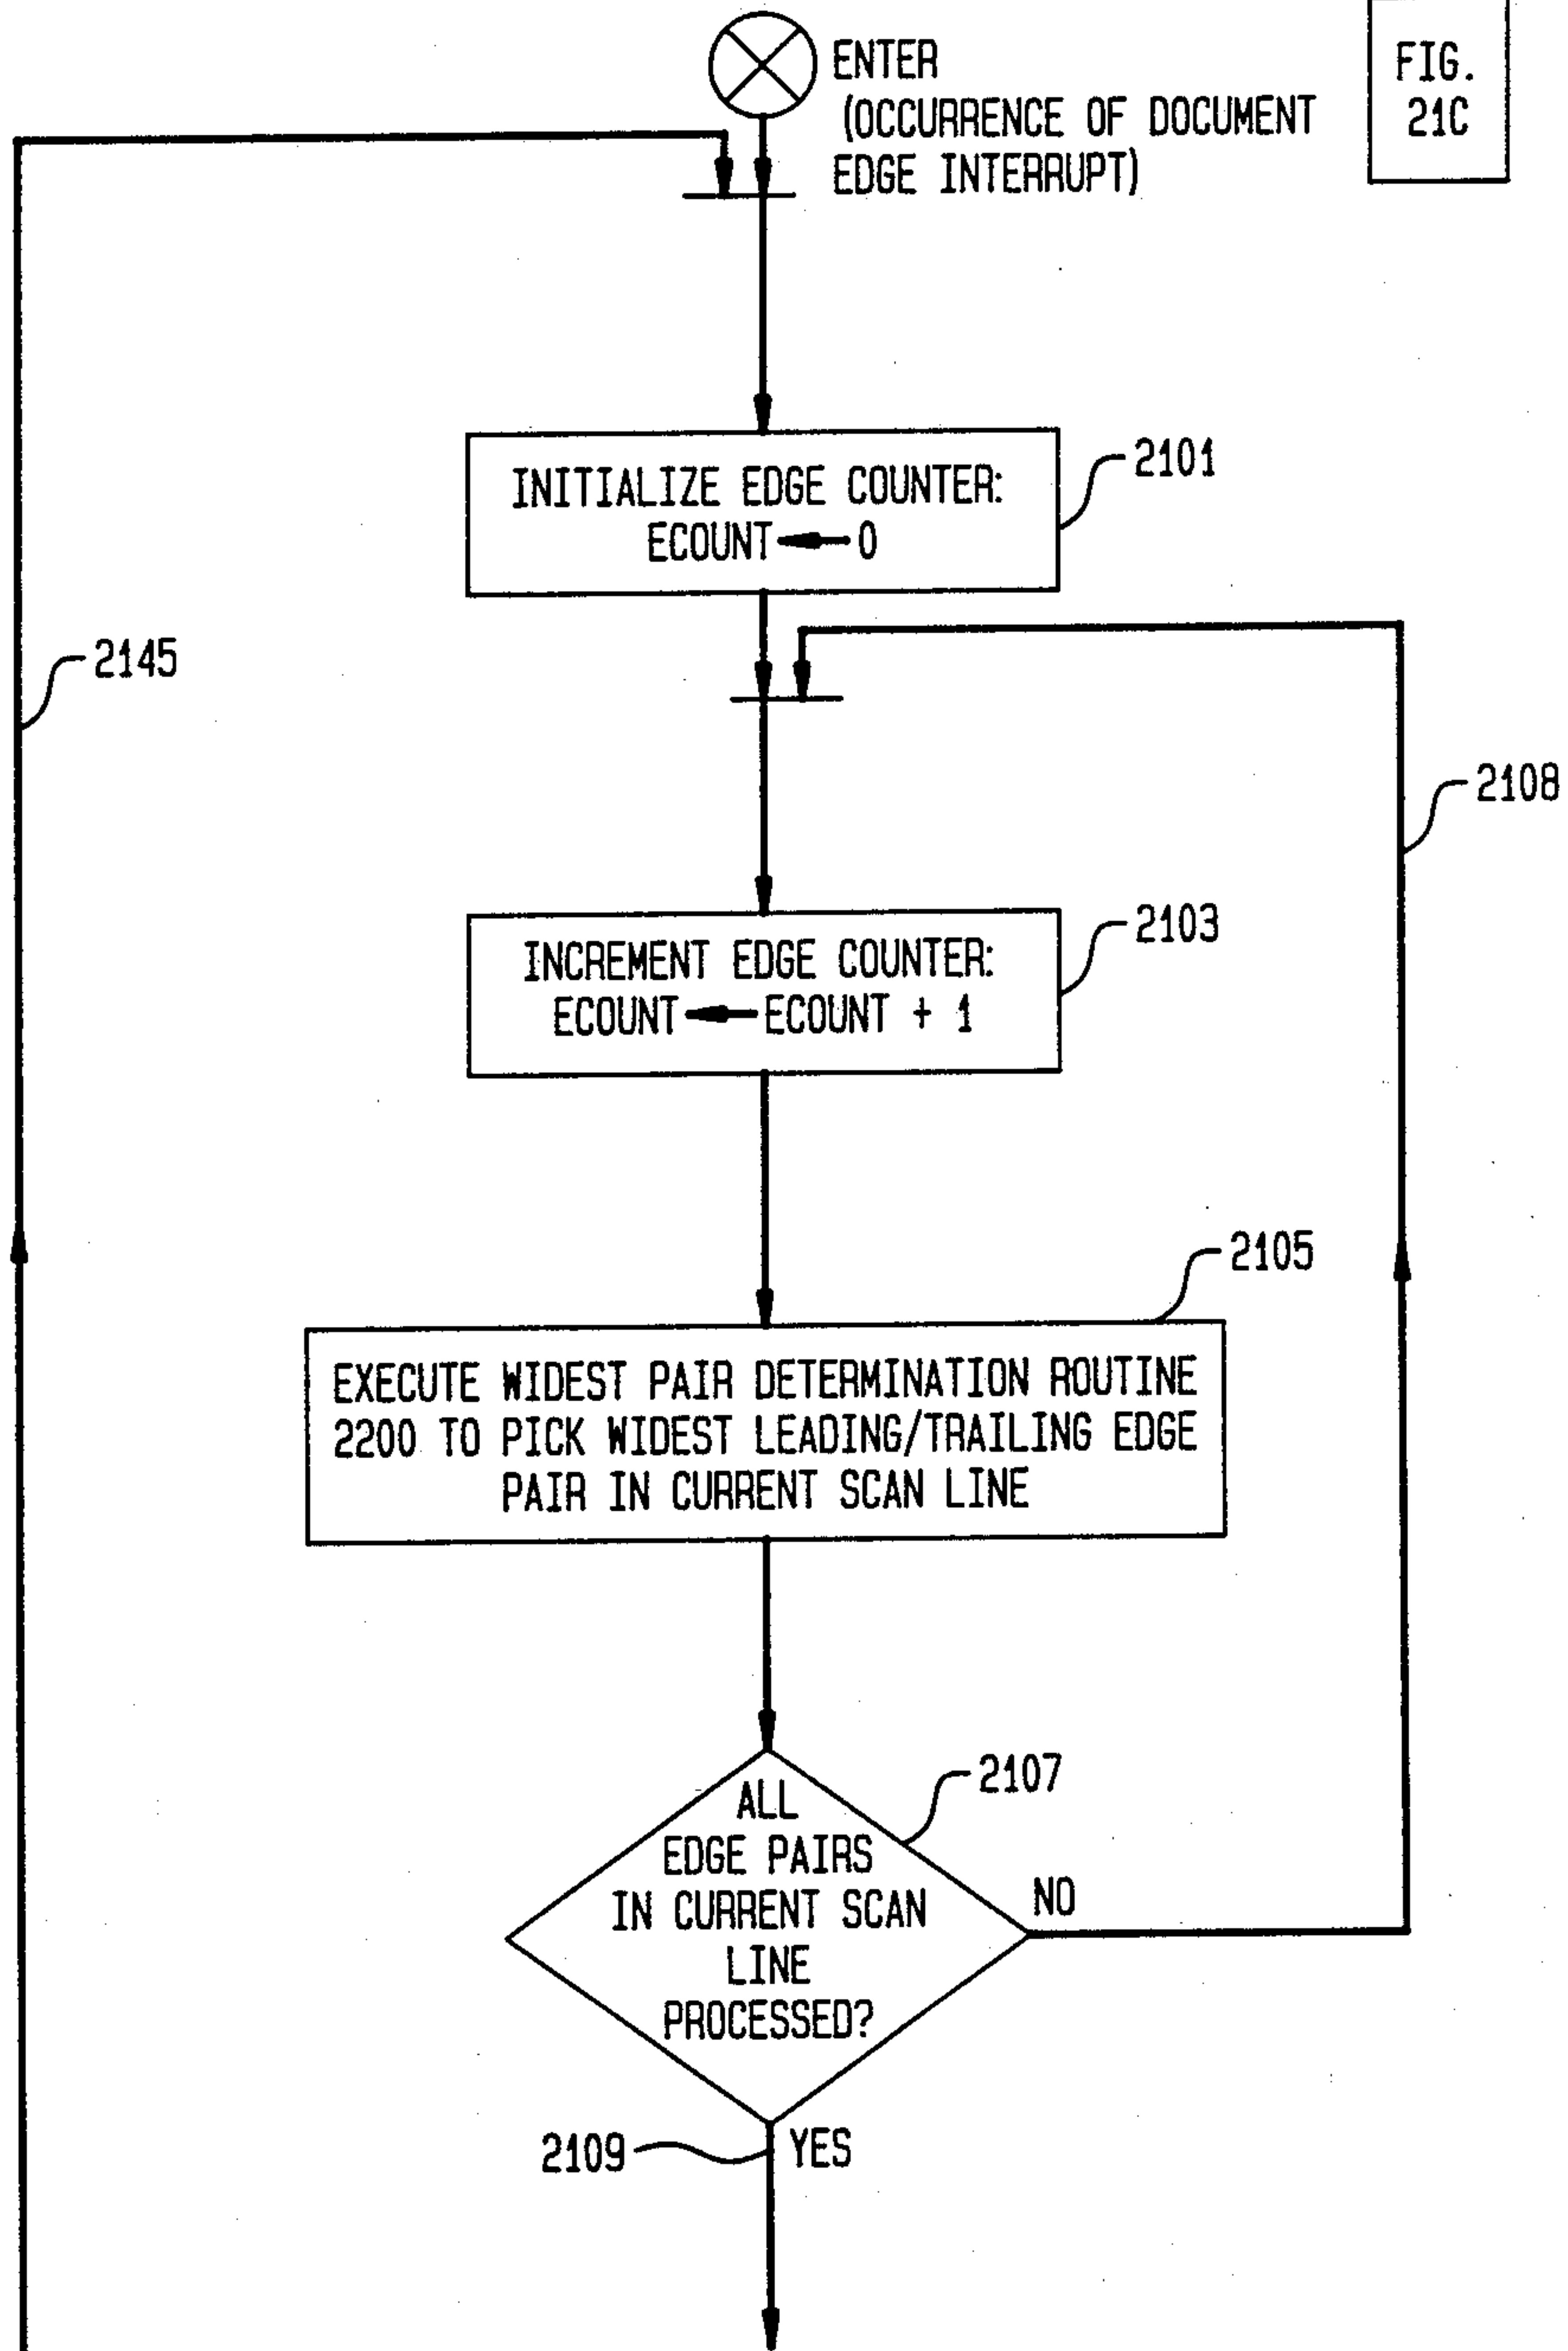 ENTER
(OCCURRENCE OF DOCUMENT
EDGE INTERRUPT)
FIG.
21C
INITIALIZE EDGE COUNTER:
ECOUNT ← 0
2101
2145
2108
INCREMENT EDGE COUNTER:
ECOUNT ← ECOUNT + 1
2103
2105
EXECUTE WIDEST PAIR DETERMINATION ROUTINE
2200 TO PICK WIDEST LEADING/TRAILING EDGE
PAIR IN CURRENT SCAN LINE
2107
ALL
EDGE PAIRS
IN CURRENT SCAN
LINE
PROCESSED?
NO
2109
YES